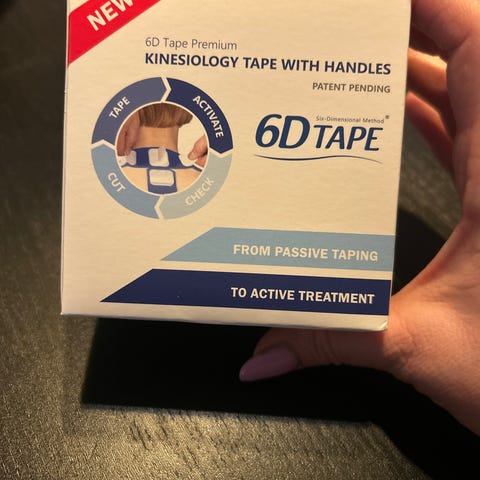 NEW
6D Tape Premium
KINESIOLOGY TAPE WITH HANDLES
PATENT PENDING
TAPE
ACTIVATE
CHECK
CUT
Six-Dimensional Method®
6D TAPE
FROM PASSIVE TAPING
TO ACTIVE TREATMENT